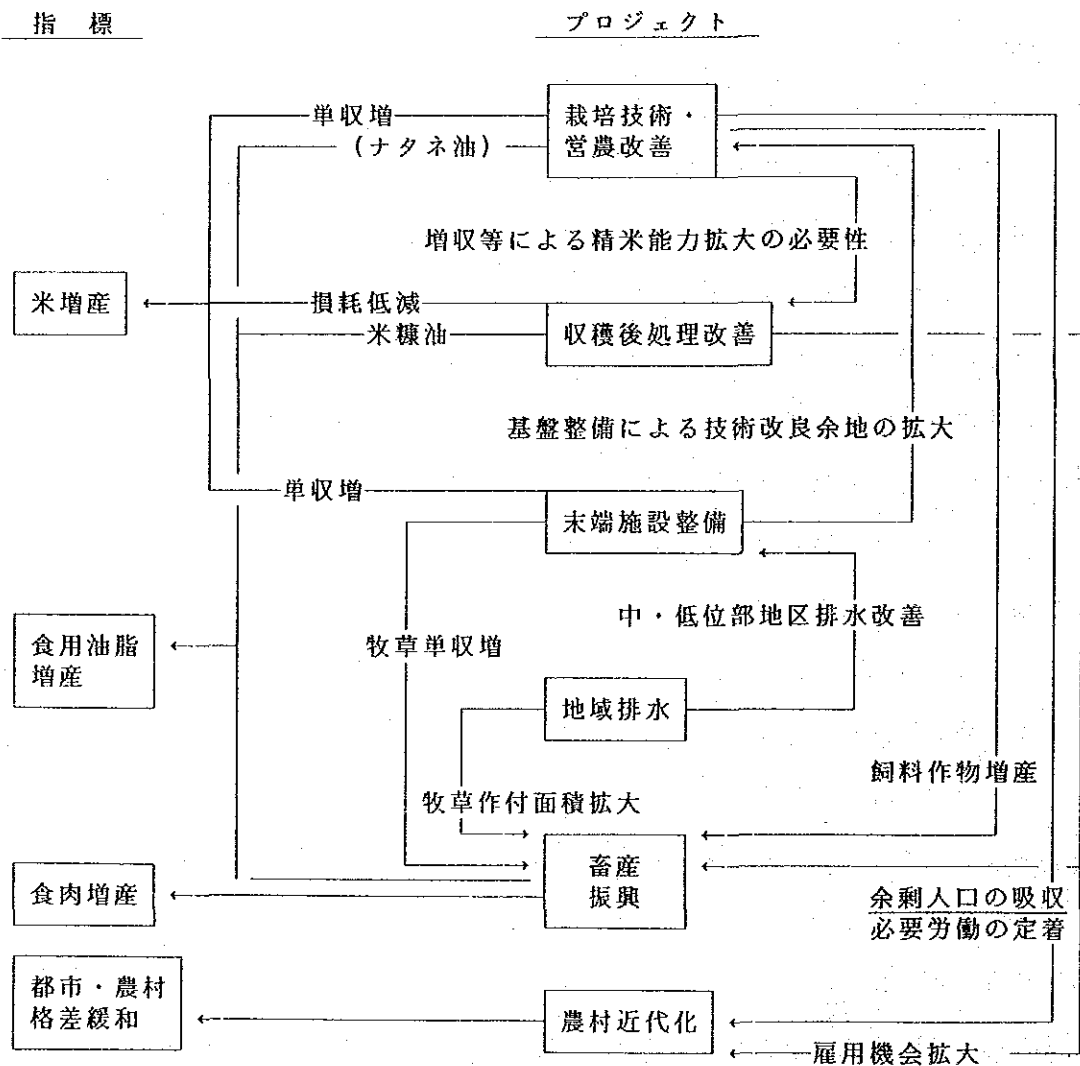 指標
プロジェクト
単収増
(ナタネ油)
栽培技術・
営農改善
増収等による精米能力拡大の必要性
米増産
損耗低減
米糠油
収穫後処理改善
基盤整備による技術改良余地の拡大
単収増
末端施設整備
中・低位部地区排水改善
食用油脂
増産
牧草単収増
地域排水
飼料作物増産
牧草作付面積拡大
畜産
振興
食肉増産
余剰人口の吸収
必要労働の定着
都市・農村
格差緩和
農村近代化
雇用機会拡大